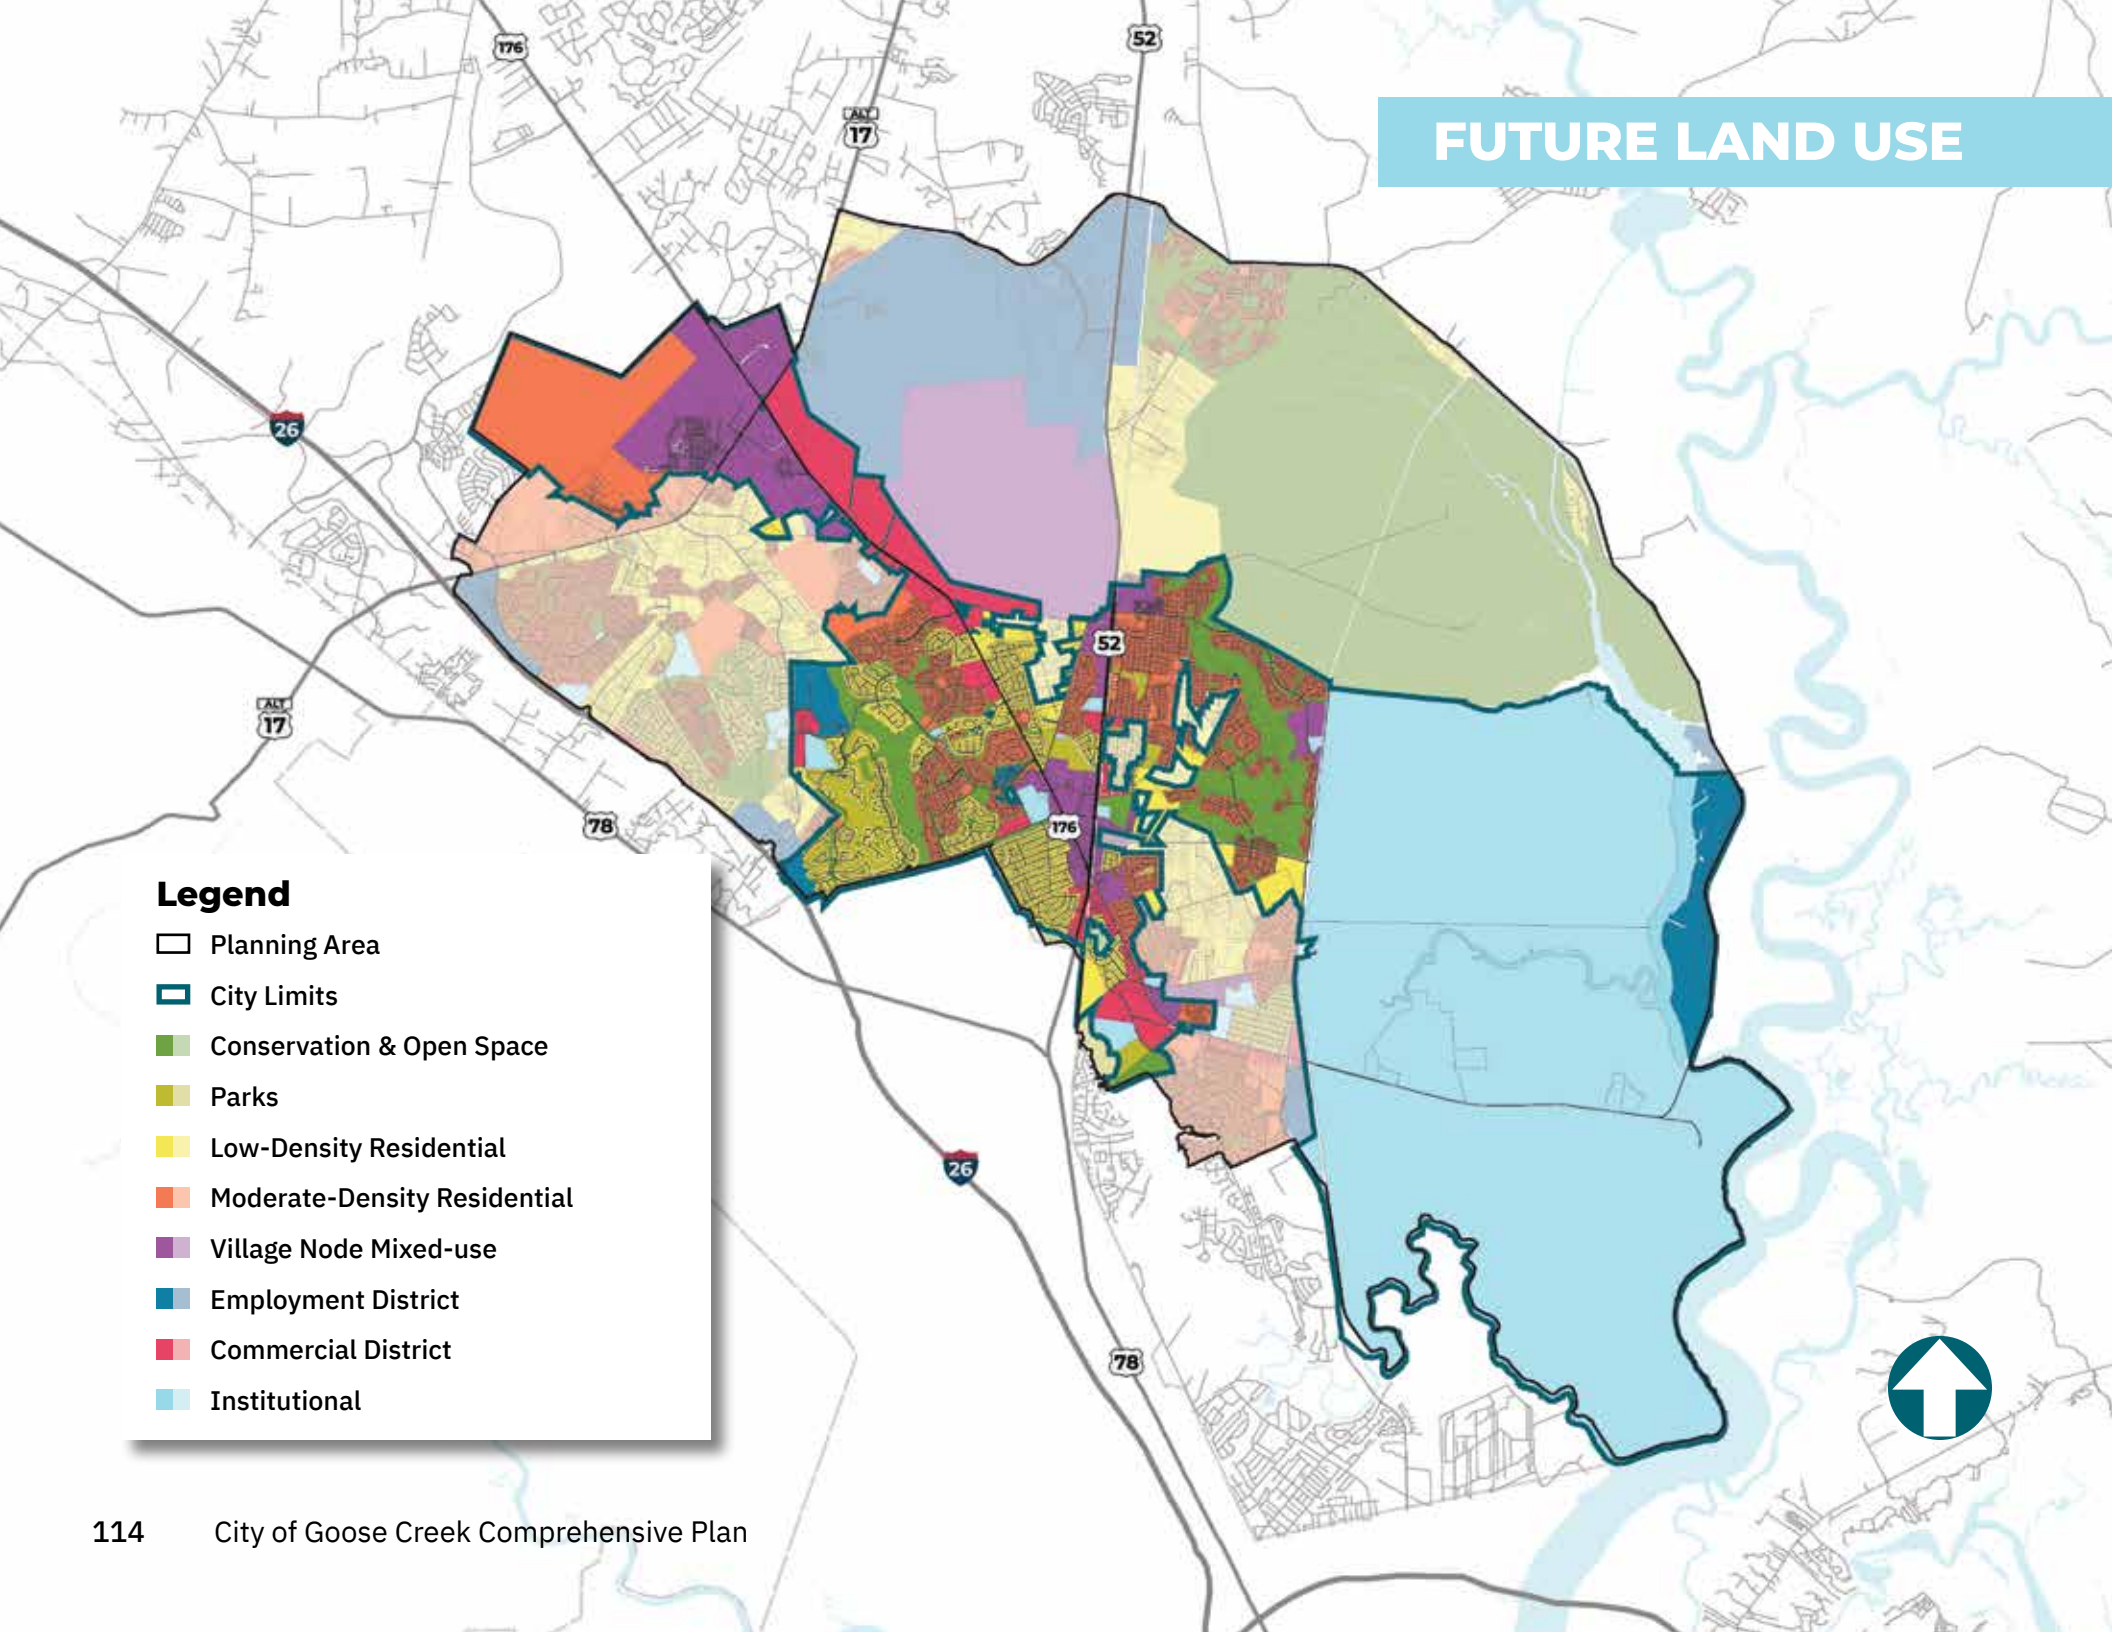 176
52
ALT
17
FUTURE LAND USE
26
52
ALT
17
78
176
Legend
Planning Area
City Limits
Conservation & Open Space
Parks
Low-Density Residential
Moderate-Density Residential
Village Node Mixed-use
Employment District
Commercial District
Institutional
26
78
114 City of Goose Creek Comprehensive Plan